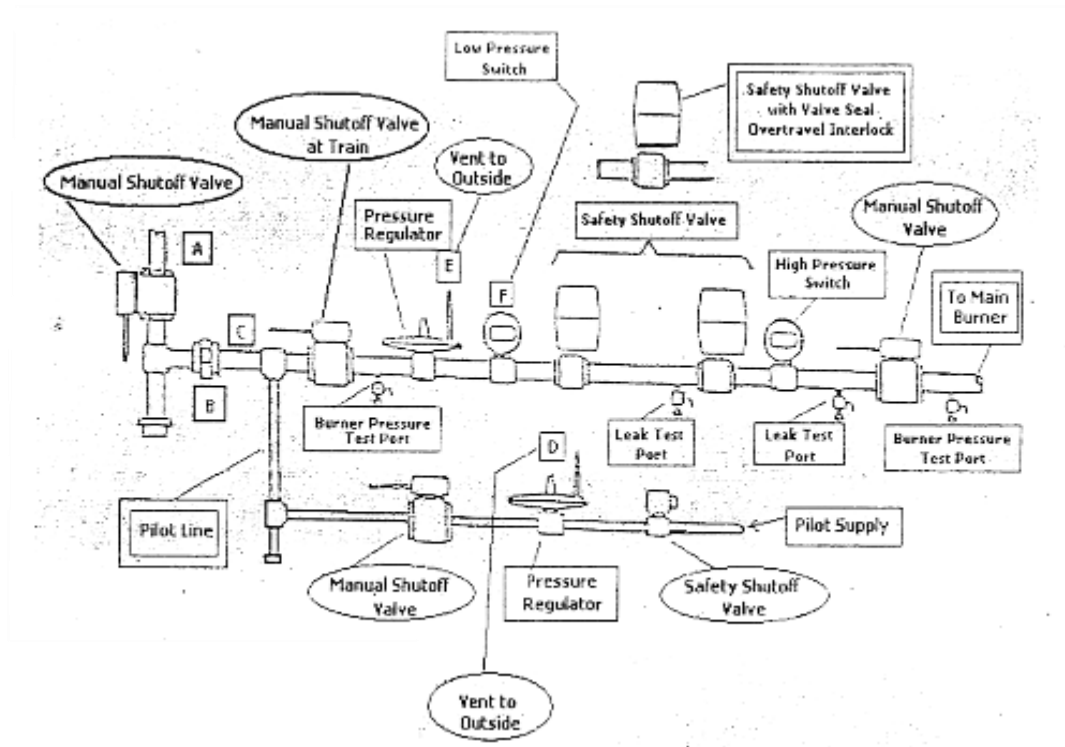 Low Pressure
Switch
Safety Shutoff Valve
with Valve Seal
Overtravel Interlock
Manual Shutoff Valve
at Train
Vent to
Outside
Manual Shutoff Valve
Pressure
Regulator
Safety Shutoff Valve
Manual Shutoff
Valve
A
E
F
High Pressure
Switch
To Main
Burner
C
B
Burner Pressure
Test Port
Leak Test
Port
Leak Test
Port
Burner Pressure
Test Port
D
Pilot Line
Pilot Supply
Manual Shutoff
Valve
Pressure
Regulator
Safety Shutoff
Valve
Vent to
Outside